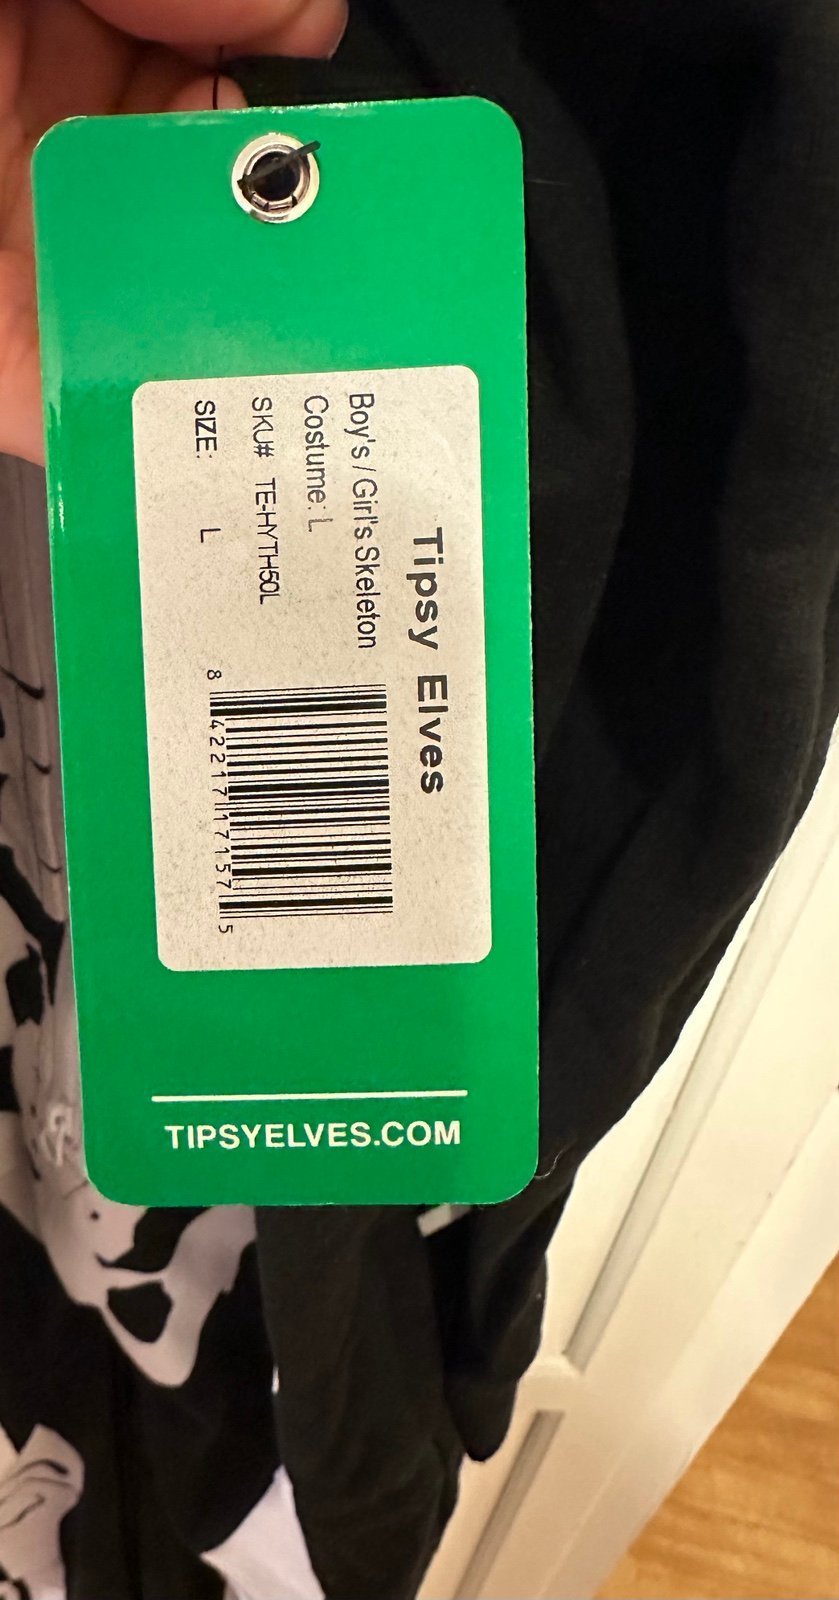 Tipsy Elves
Boy's / Girl's Skeleton
Costume: L
SKU# TE-HYTH50L
SIZE: L
8 42217 17157 5
TIPSYELVES.COM